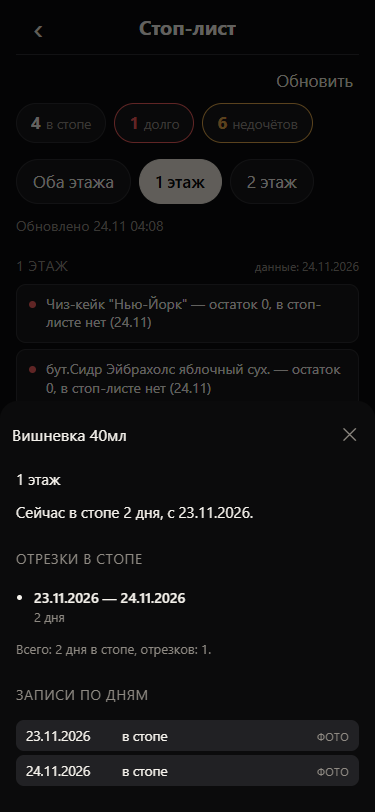 Стоп-лист
Обновить
4 в стопе 1 долго 6 недочётов
Оба этажа 1 этаж 2 этаж
Обновлено 24.11 04:08
1 ЭТАЖ данные: 24.11.2026
Чиз-кейк "Нью-Йорк" — остаток 0, в стоп-
листе нет (24.11)
бут.Сидр Эйбрахолс яблочный сух. — остаток
0, в стоп-листе нет (24.11)
Вишневка 40мл
1 этаж
Сейчас в стопе 2 дня, с 23.11.2026.
ОТРЕЗКИ В СТОПЕ
23.11.2026 — 24.11.2026
2 дня
Всего: 2 дня в стопе, отрезков: 1.
ЗАПИСИ ПО ДНЯМ
23.11.2026 в стопе ФОТО
24.11.2026 в стопе ФОТО